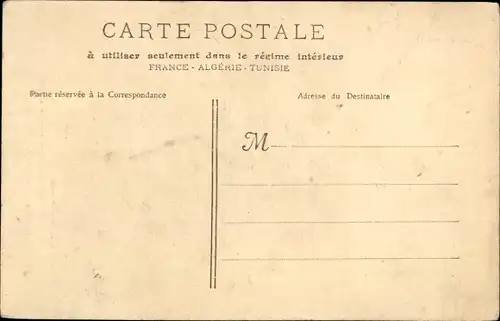 CARTE POSTALE
à utiliser seulement dans le régime intérieur
FRANCE - ALGÉRIE - TUNISIE
Partie réservée à la Correspondance
Adresse du Destinataire
M